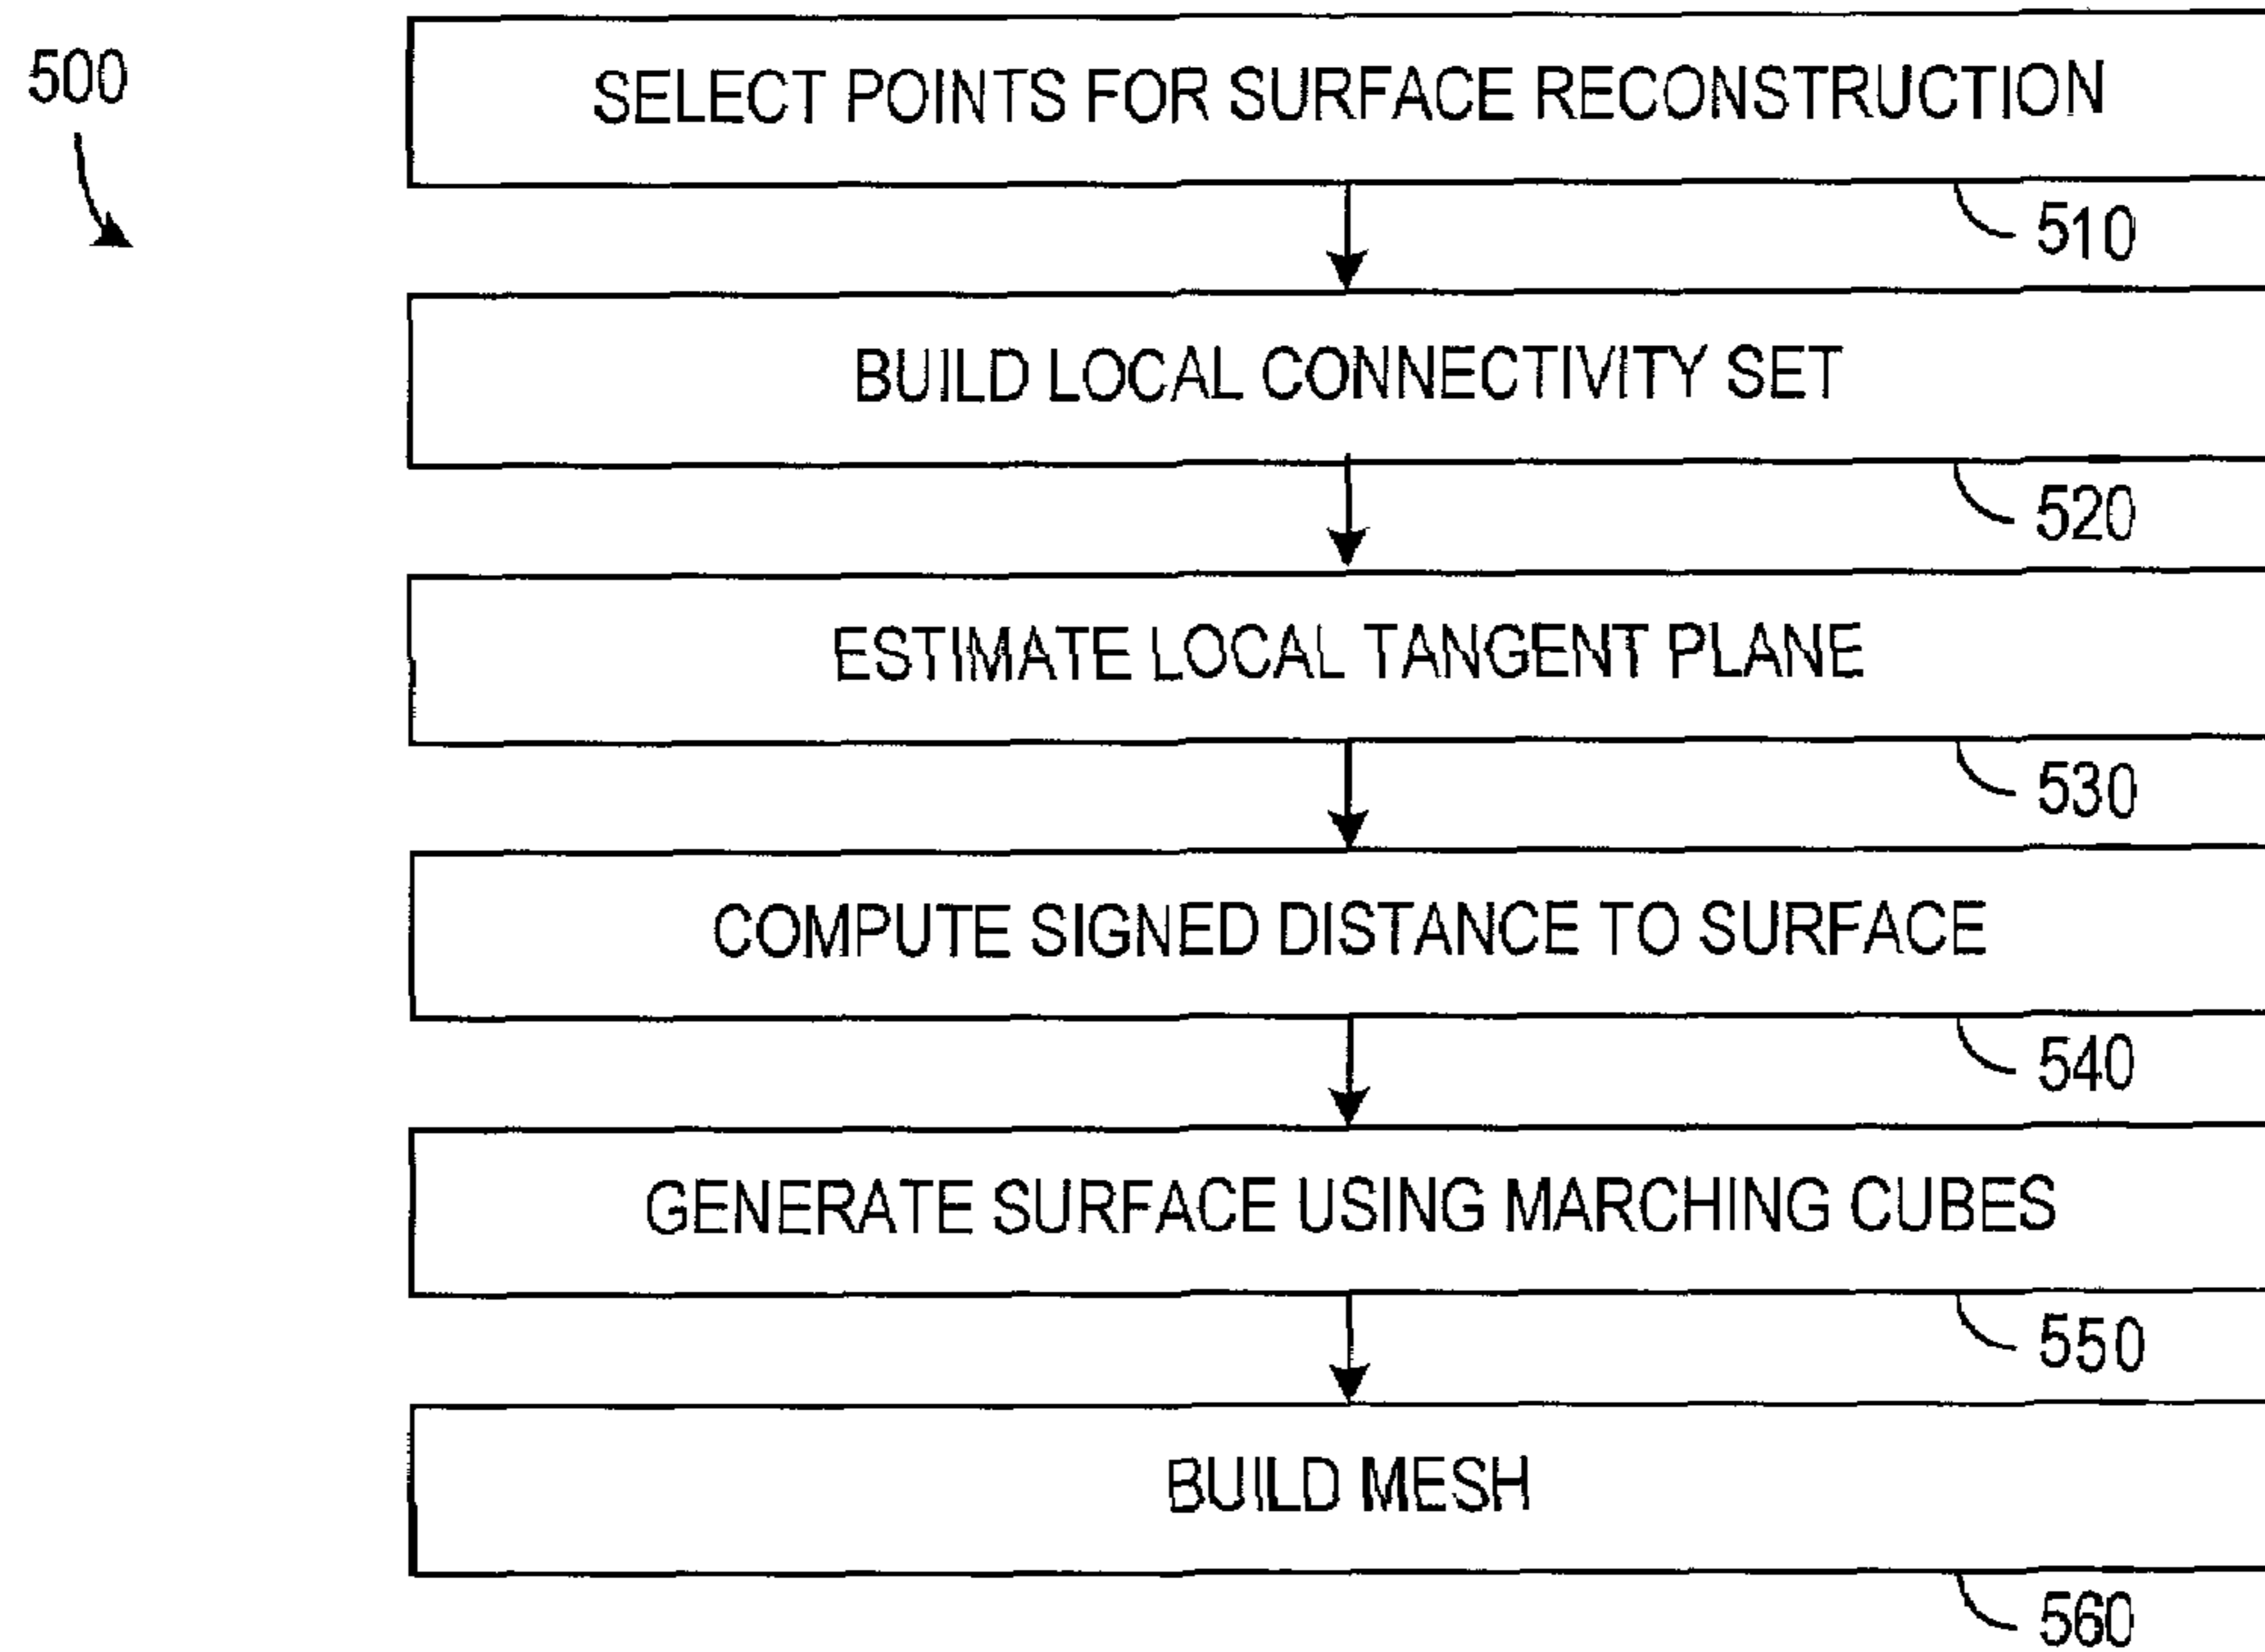 500
SELECT POINTS FOR SURFACE RECONSTRUCTION
510
BUILD LOCAL CONNECTIVITY SET
520
ESTIMATE LOCAL TANGENT PLANE
530
COMPUTE SIGNED DISTANCE TO SURFACE
540
GENERATE SURFACE USING MARCHING CUBES
550
BUILD MESH
560